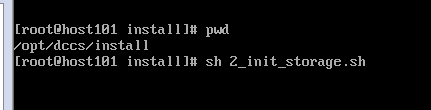 [root@host101 install]# pwd
/opt/dccs/install
[root@host101 install]# sh 2_init_storage.sh